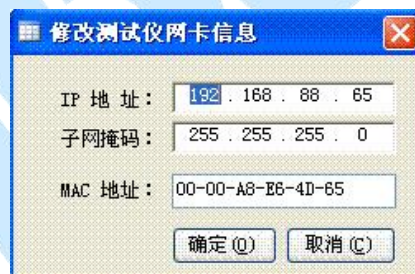 修改测试仪网卡信息
IP 地 址： 192 . 168 . 88 . 65
子网掩码： 255 . 255 . 255 . 0
MAC 地址： 00-00-A8-E6-4D-65
确定(O) 取消(C)